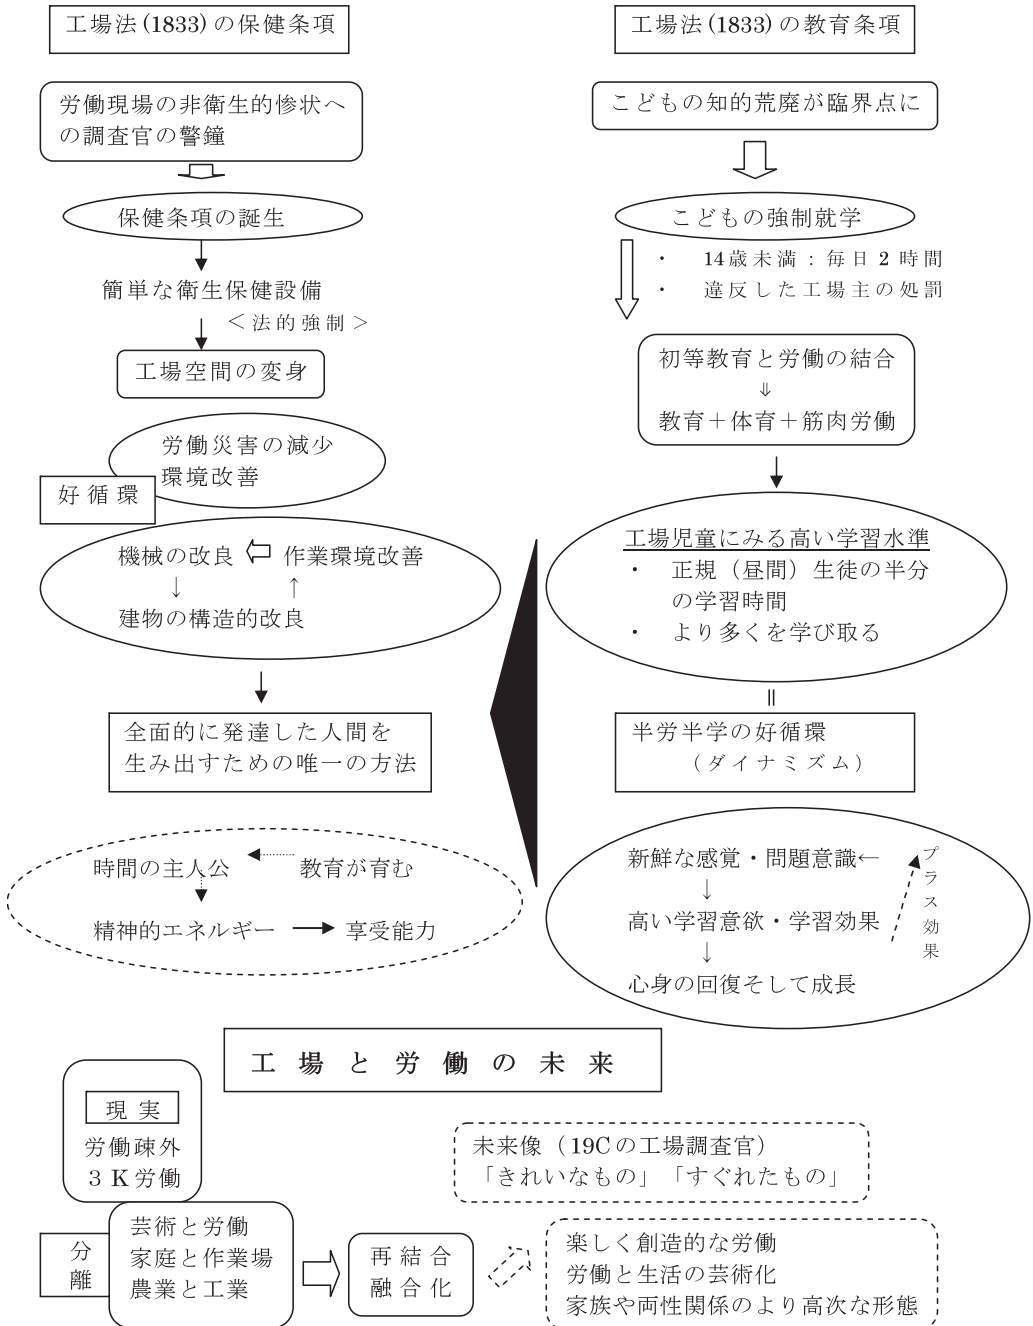 工場法(1833)の保健条項
労働現場の非衛生的惨状へ
の調査官の警鐘
保健条項の誕生
簡単な衛生保健設備
＜法的強制＞
工場空間の変身
労働災害の減少
環境改善
好循環
機械の改良 作業環境改善
↓ ↑
建物の構造的改良
全面的に発達した人間を
生み出すための唯一の方法
時間の主人公 教育が育む
精神的エネルギー 享受能力
工場法(1833)の教育条項
こどもの知的荒廃が臨界点に
こどもの強制就学
・ 14歳未満：毎日2時間
・ 違反した工場主の処罰
初等教育と労働の結合
⇓
教育＋体育＋筋肉労働
工場児童にみる高い学習水準
・ 正規（昼間）生徒の半分
の学習時間
・ より多くを学び取る
॥
半労半学の好循環
（ダイナミズム）
新鮮な感覚・問題意識←
↓
高い学習意欲・学習効果
↓
心身の回復そして成長
プラス効果
工場と労働の未来
現実
労働疎外
３K労働
未来像（19Cの工場調査官）
「きれいなもの」「すぐれたもの」
分離
芸術と労働
家庭と作業場
農業と工業
再結合
融合化
楽しく創造的な労働
労働と生活の芸術化
家族や両性関係のより高次な形態